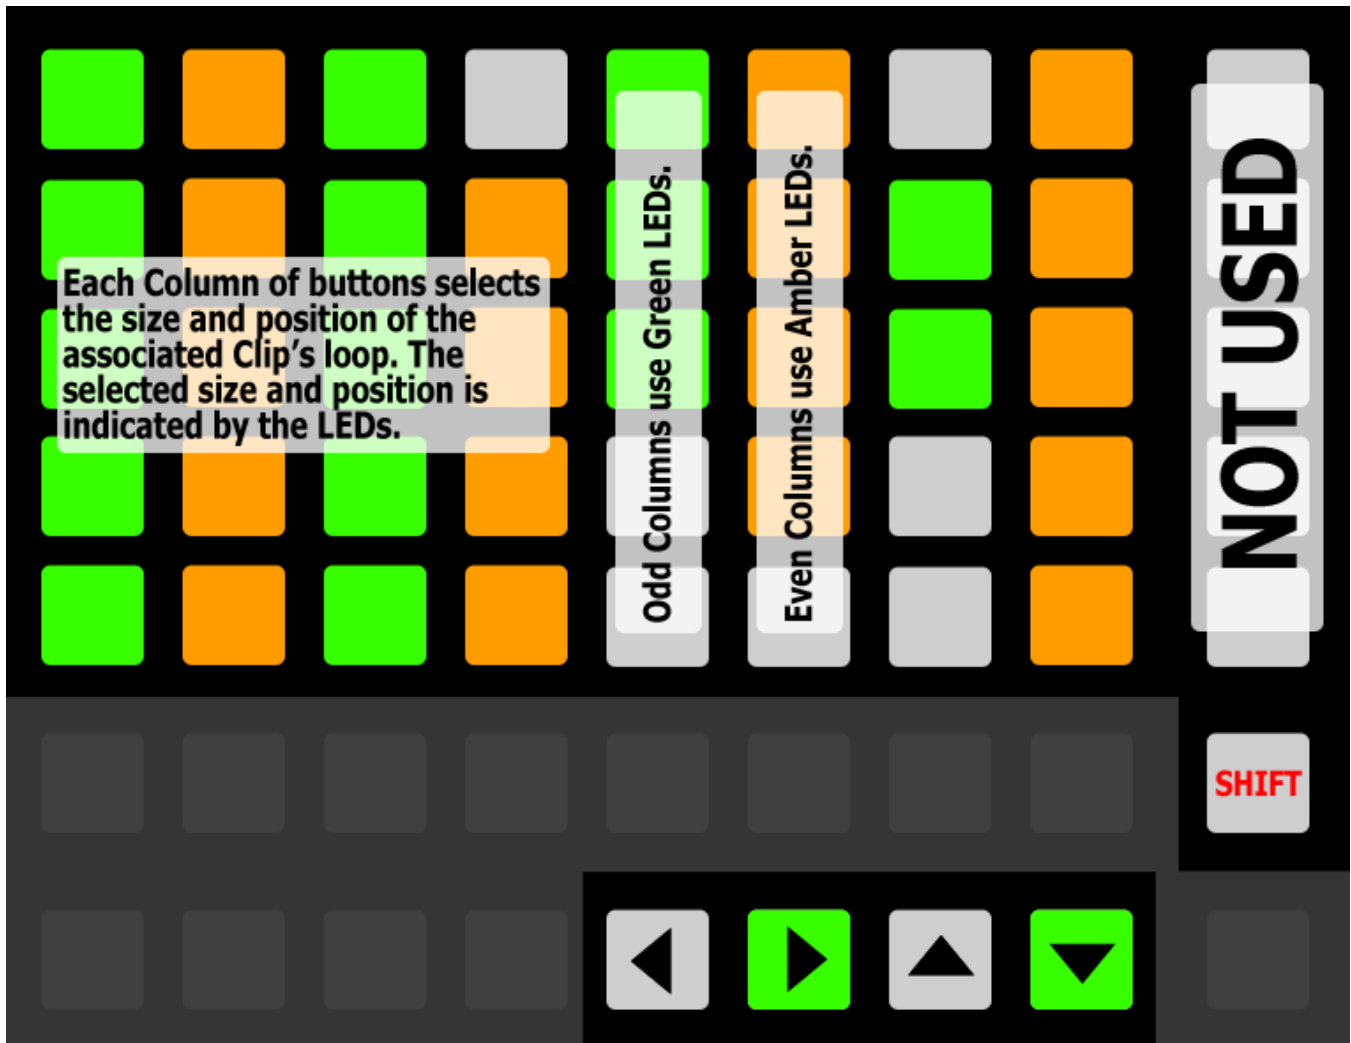 Each Column of buttons selects
the size and position of the
associated Clip's loop. The
selected size and position is
indicated by the LEDs.
Odd Columns use Green LEDs.
Even Columns use Amber LEDs.
NOT USED
SHIFT